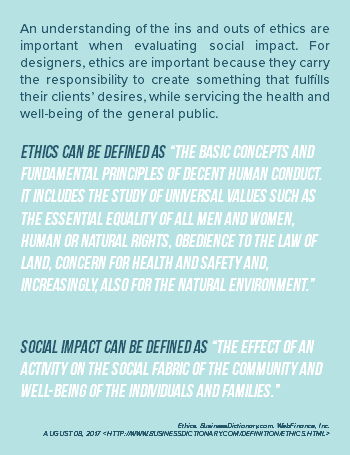 An understanding of the ins and outs of ethics are
important when evaluating social impact. For
designers, ethics are important because they carry
the responsibility to create something that fulfills
their clients' desires, while servicing the health and
well-being of the general public.
ETHICS CAN BE DEFINED AS "THE BASIC CONCEPTS AND
FUNDAMENTAL PRINCIPLES OF DECENT HUMAN CONDUCT.
IT INCLUDES THE STUDY OF UNIVERSAL VALUES SUCH AS
THE ESSENTIAL EQUALITY OF ALL MEN AND WOMEN,
HUMAN OR NATURAL RIGHTS, OBEDIENCE TO THE LAW OF
LAND, CONCERN FOR HEALTH AND SAFETY AND,
INCREASINGLY, ALSO FOR THE NATURAL ENVIRONMENT."
SOCIAL IMPACT CAN BE DEFINED AS "THE EFFECT OF AN
ACTIVITY ON THE SOCIAL FABRIC OF THE COMMUNITY AND
WELL-BEING OF THE INDIVIDUALS AND FAMILIES."
Ethics. BusinessDictionary.com. WebFinance, Inc.
AUGUST 08, 2017 <HTTP://WWW.BUSINESSDICTIONARY.COM/DEFINITION/ETHICS.HTML>